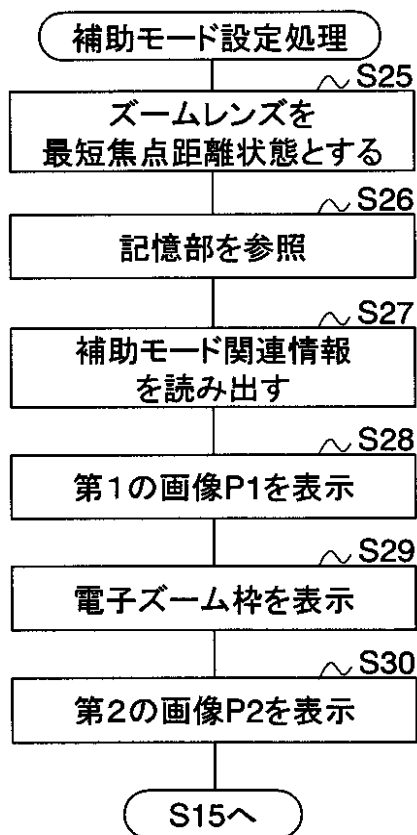 補助モード設定処理
S25
ズームレンズを
最短焦点距離状態とする
S26
記憶部を参照
S27
補助モード関連情報
を読み出す
S28
第1の画像P1を表示
S29
電子ズーム枠を表示
S30
第2の画像P2を表示
S15へ